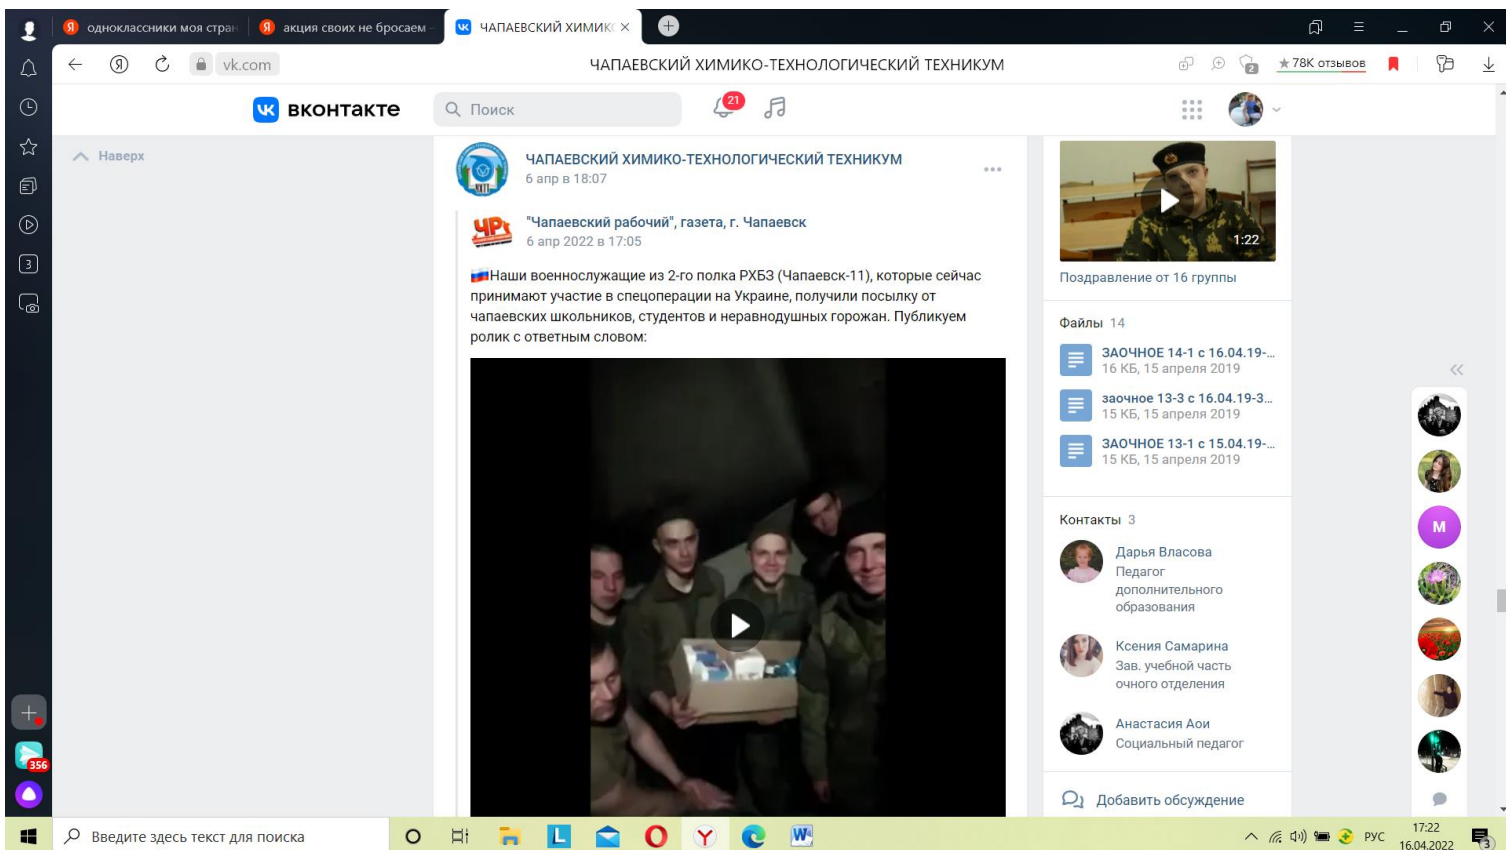 одноклассники моя стран
акция своих не бросаем -
ЧАПАЕВСКИЙ ХИМИКО
vk.com
ЧАПАЕВСКИЙ ХИМИКО-ТЕХНОЛОГИЧЕСКИЙ ТЕХНИКУМ
2
78K отзывов
вконтакте
Поиск
21
Наверх
ЧАПАЕВСКИЙ ХИМИКО-ТЕХНОЛОГИЧЕСКИЙ ТЕХНИКУМ
6 апр в 18:07
"Чапаевский рабочий", газета, г. Чапаевск
6 апр 2022 в 17:05
Наши военнослужащие из 2-го полка РХБЗ (Чапаевск-11), которые сейчас
принимают участие в спецоперации на Украине, получили посылку от
чапаевских школьников, студентов и неравнодушных горожан. Публикуем
ролик с ответным словом:
1:22
Поздравление от 16 группы
Файлы 14
ЗАОЧНОЕ 14-1 с 16.04.19-...
16 КБ, 15 апреля 2019
заочное 13-3 с 16.04.19-3...
15 КБ, 15 апреля 2019
ЗАОЧНОЕ 13-1 с 15.04.19-...
15 КБ, 15 апреля 2019
Контакты 3
Дарья Власова
Педагог
дополнительного
образования
Ксения Самарина
Зав. учебной часть
очного отделения
Анастасия Аои
Социальный педагог
Добавить обсуждение
М
3
356
Введите здесь текст для поиска
РУС
17:22
16.04.2022
3